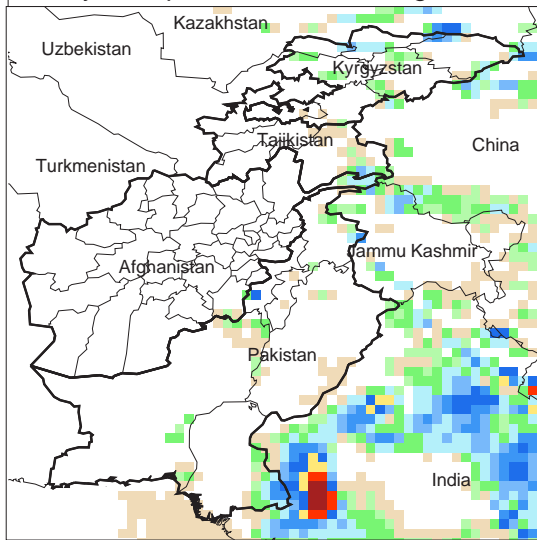 Kazakhstan
Uzbekistan
Kyrgyzstan
Tajikistan
China
Turkmenistan
Jammu Kashmir
Afghanistan
Pakistan
India